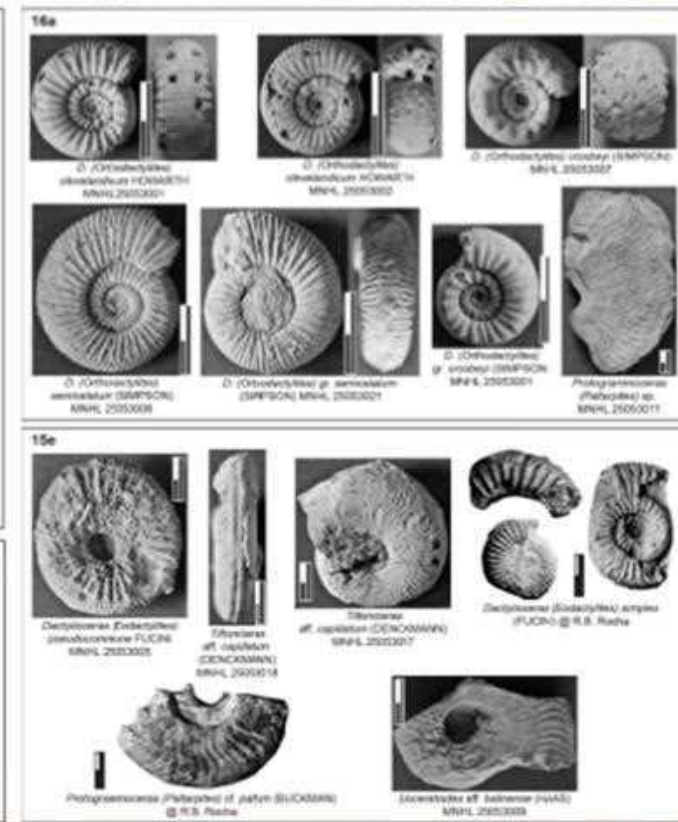 16a
D. (Orthodactylites)
clevelandicum HOWARTH
MNHL 25053001
D. (Orthodactylites)
clevelandicum HOWARTH
MNHL 25053002
D. (Orthodactylites) crosbeyi (SIMPSON)
MNHL 25053007
D. (Orthodactylites)
semicelatum (SIMPSON)
MNHL 25053006
D. (Orthodactylites) gr. semicelatum
(SIMPSON) MNHL 25053021
D. (Orthodactylites)
gr. crosbeyi (SIMPSON
MNHL 25053001
Protogrammoceras
(Paltarpites) sp.
MNHL 25053011
15e
Dactylioceras (Eodactylites)
pseudocommune FUCINI
MNHL 25053005
Tiltoniceras
aff. capillatum
(DENCKMANN)
MNHL 25053018
Tiltoniceras
aff. capillatum (DENCKMANN)
MNHL 25053017
Dactylioceras (Eodactylites) simplex
(FUCINI) @ R.B. Rocha
Protogrammoceras (Paltarpites) cf. paltum (BUCKMAN)
@ R.B. Rocha
aff. (HAAS)
MNHL 25053009